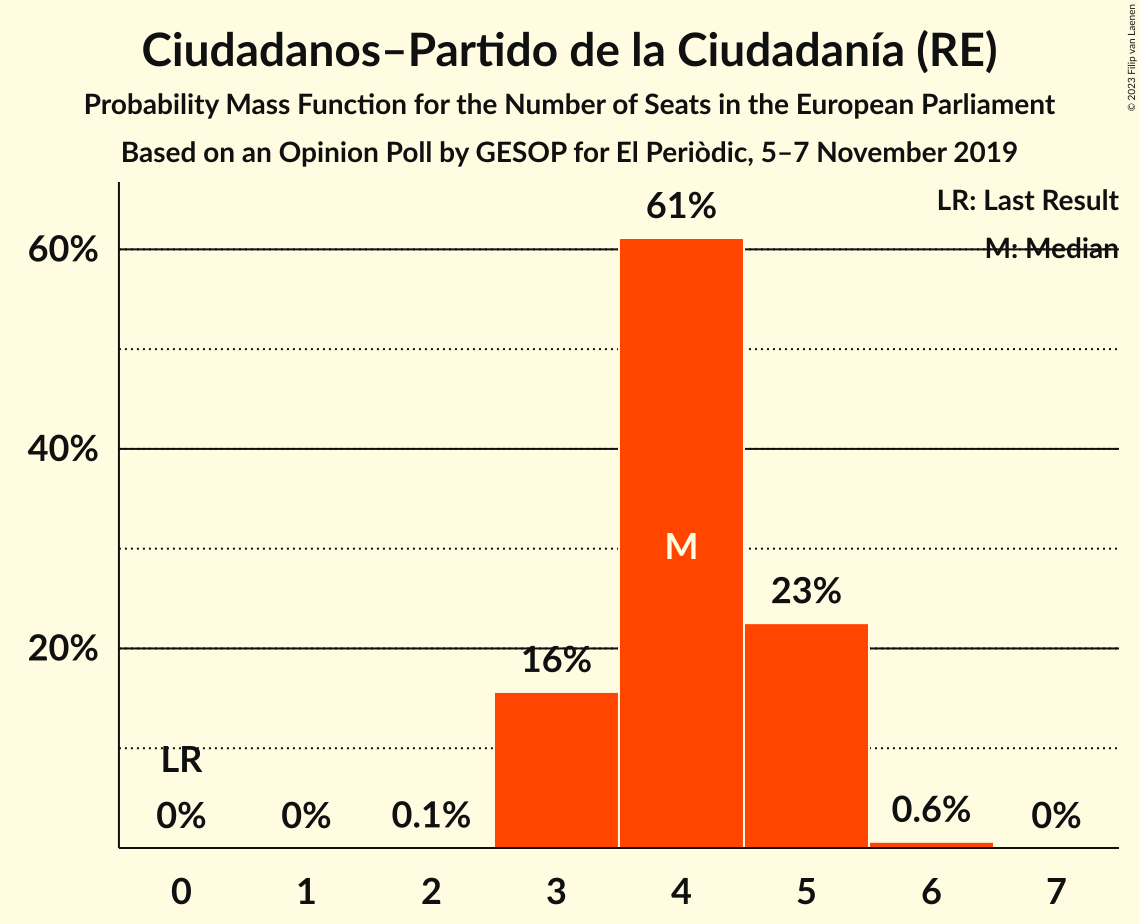 Ciudadanos–Partido de la Ciudadanía (RE)
Probability Mass Function for the Number of Seats in the European Parliament
Based on an Opinion Poll by GESOP for El Periòdic, 5–7 November 2019
© 2023 Filip van Laenen
LR: Last Result
M: Median
60%
40%
20%
61%
M
23%
16%
LR
0%
0%
0.1%
0.6%
0%
0
1
2
3
4
5
6
7